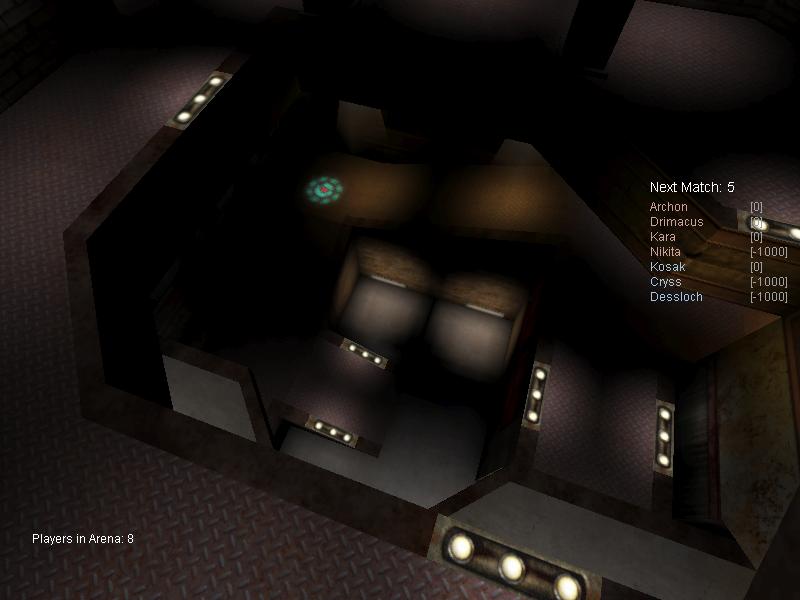 Next Match: 5
Archon [0]
Drimacus [0]
Kara [0]
Nikita [-1000]
Kosak [0]
Cryss [-1000]
Dessloch [-1000]
Players in Arena: 8